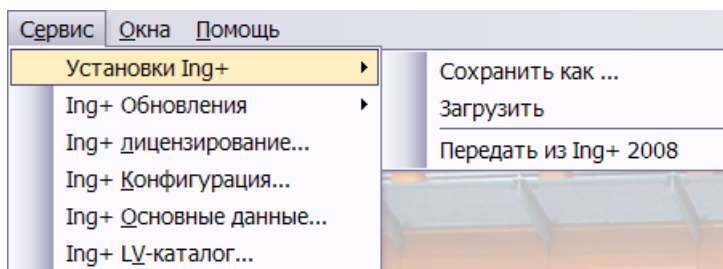 Сервис Окна Помощь
Установки Ing+
Ing+ Обновления
Ing+ лицензирование...
Ing+ Конфигурация...
Ing+ Основные данные...
Ing+ LV-каталог...
Сохранить как ...
Загрузить
Передать из Ing+ 2008